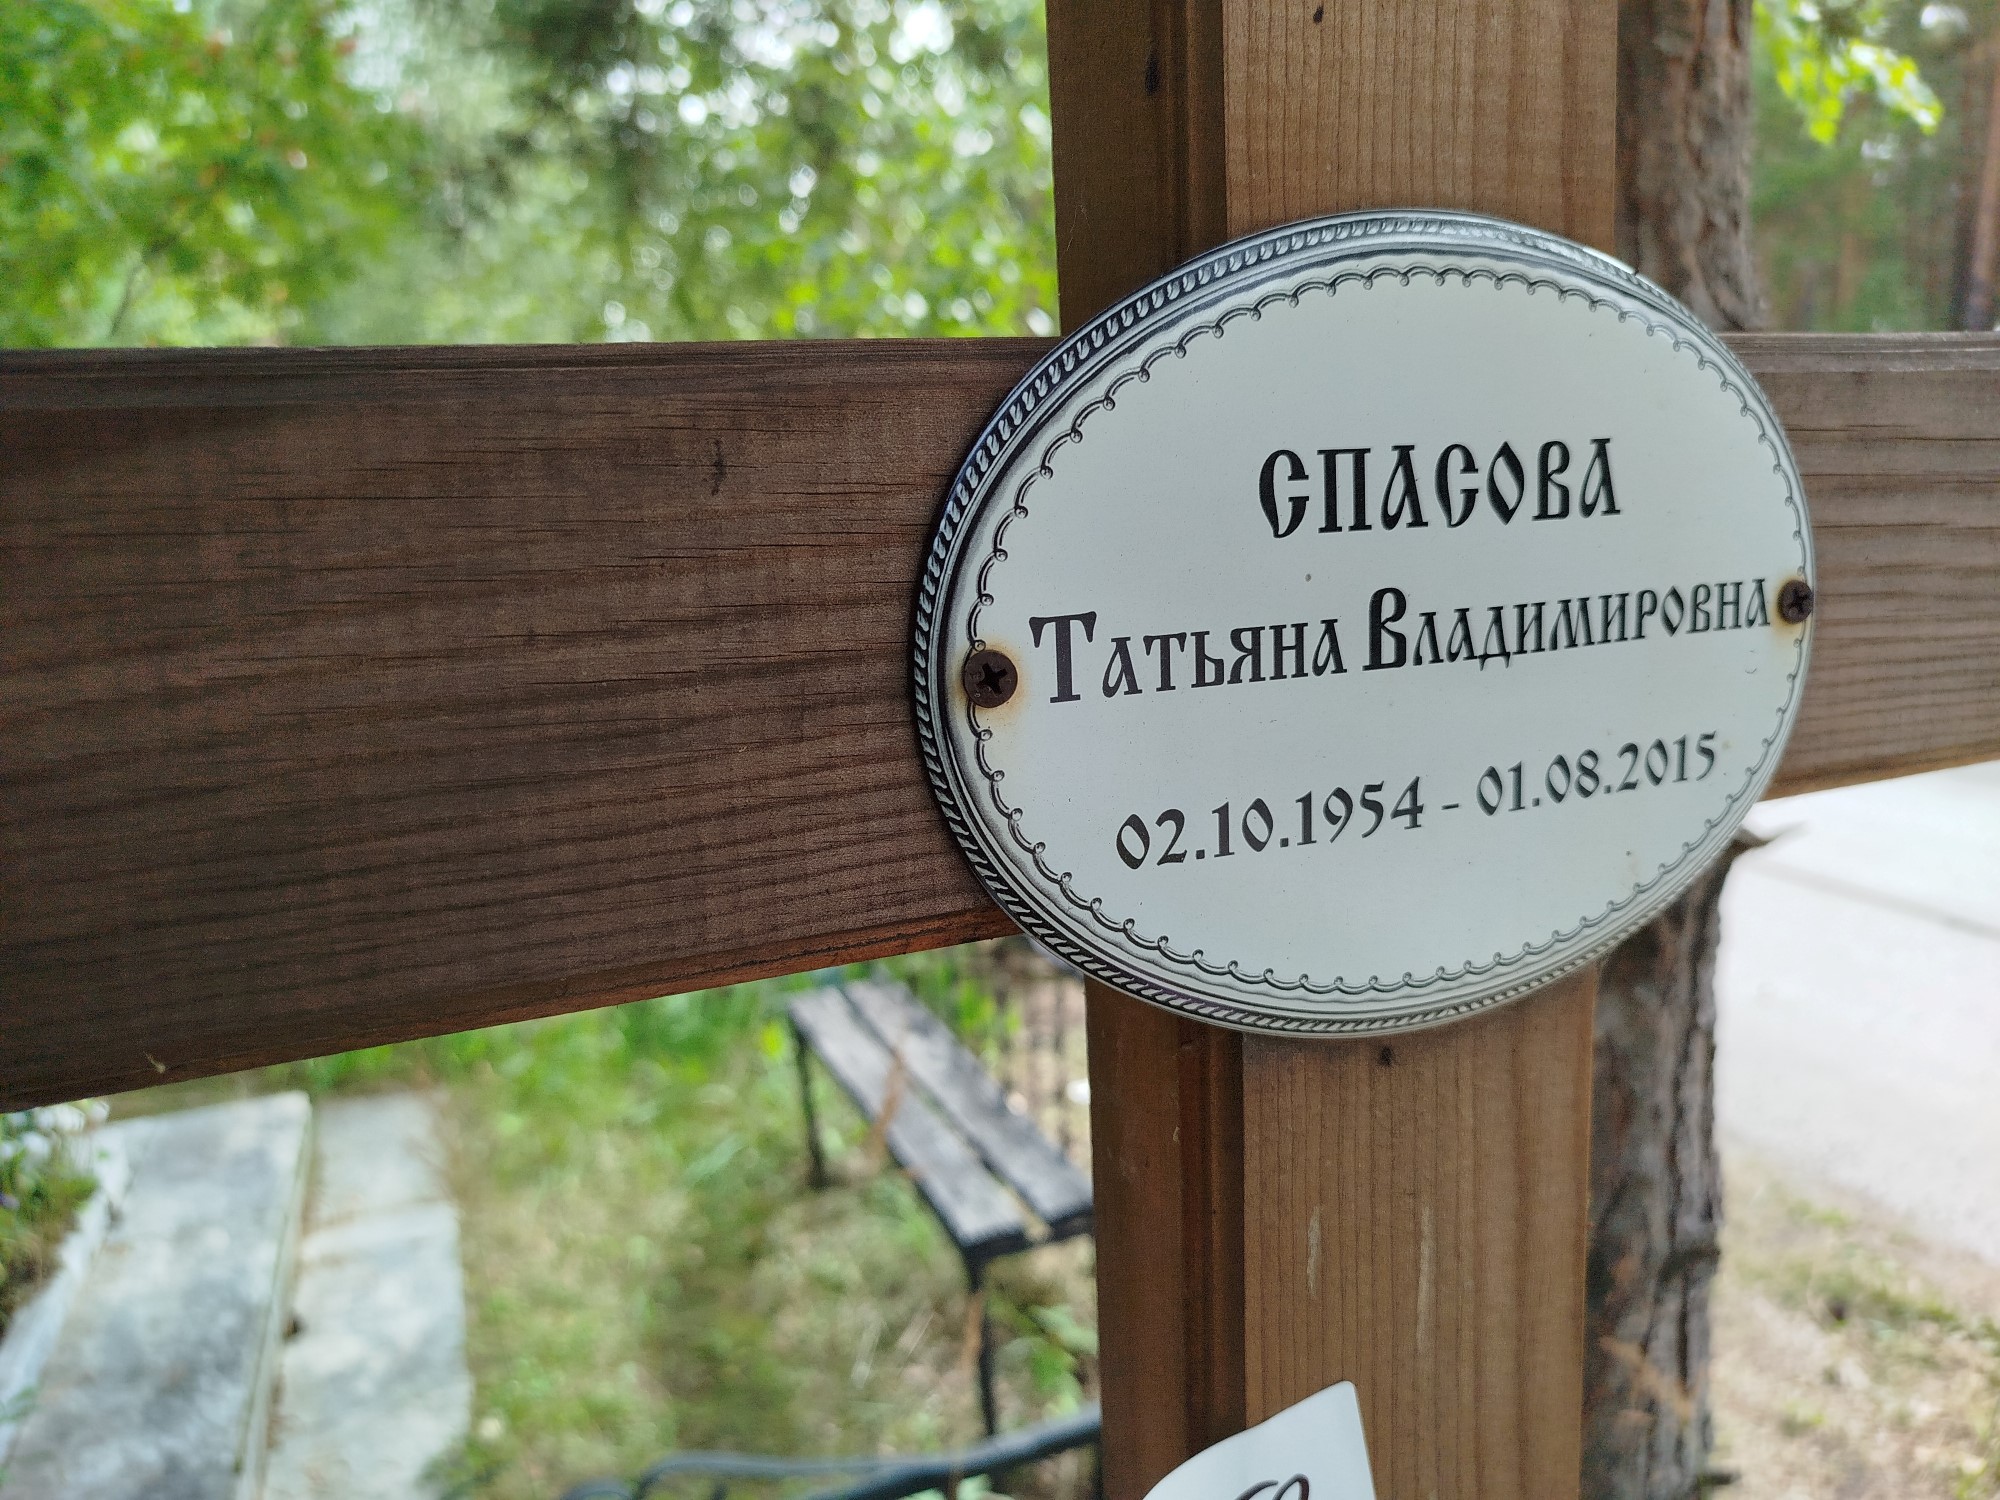 СПАСОВА
ТАТЬЯНА ВЛАДИМИРОВНА
02.10.1954 - 01.08.2015